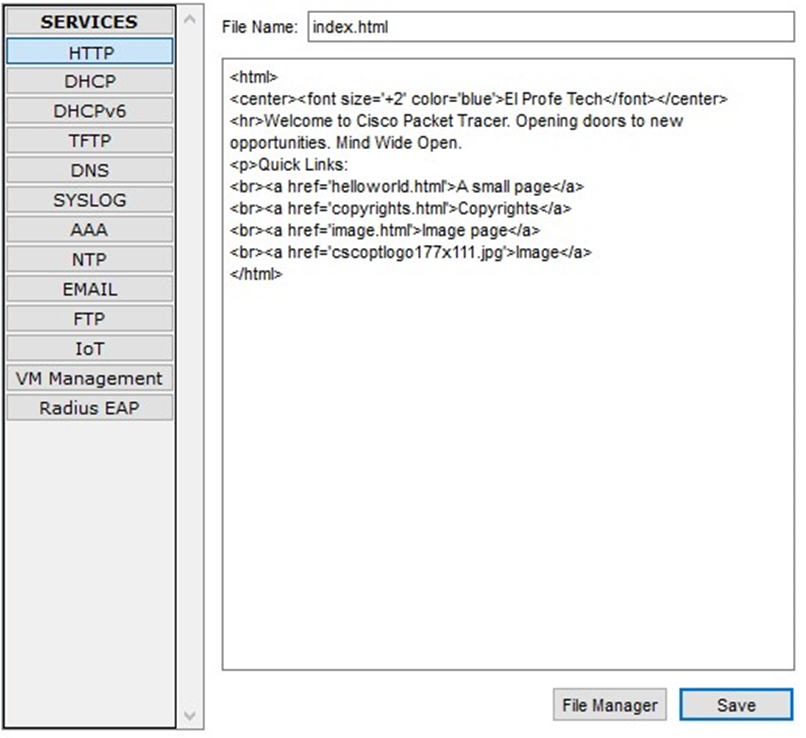 SERVICES
HTTP
DHCP
DHCPv6
TFTP
DNS
SYSLOG
AAA
NTP
EMAIL
FTP
IoT
VM Management
Radius EAP
File Name: index.html
<html>
<center><font size='+2' color='blue'>El Profe Tech</font></center>
<hr>Welcome to Cisco Packet Tracer. Opening doors to new
opportunities. Mind Wide Open.
<p>Quick Links:
<br><a href='helloworld.html'>A small page</a>
<br><a href='copyrights.html'>Copyrights</a>
<br><a href='image.html'>Image page</a>
<br><a href='cscoptlogo177x111.jpg'>Image</a>
</html>
File Manager Save